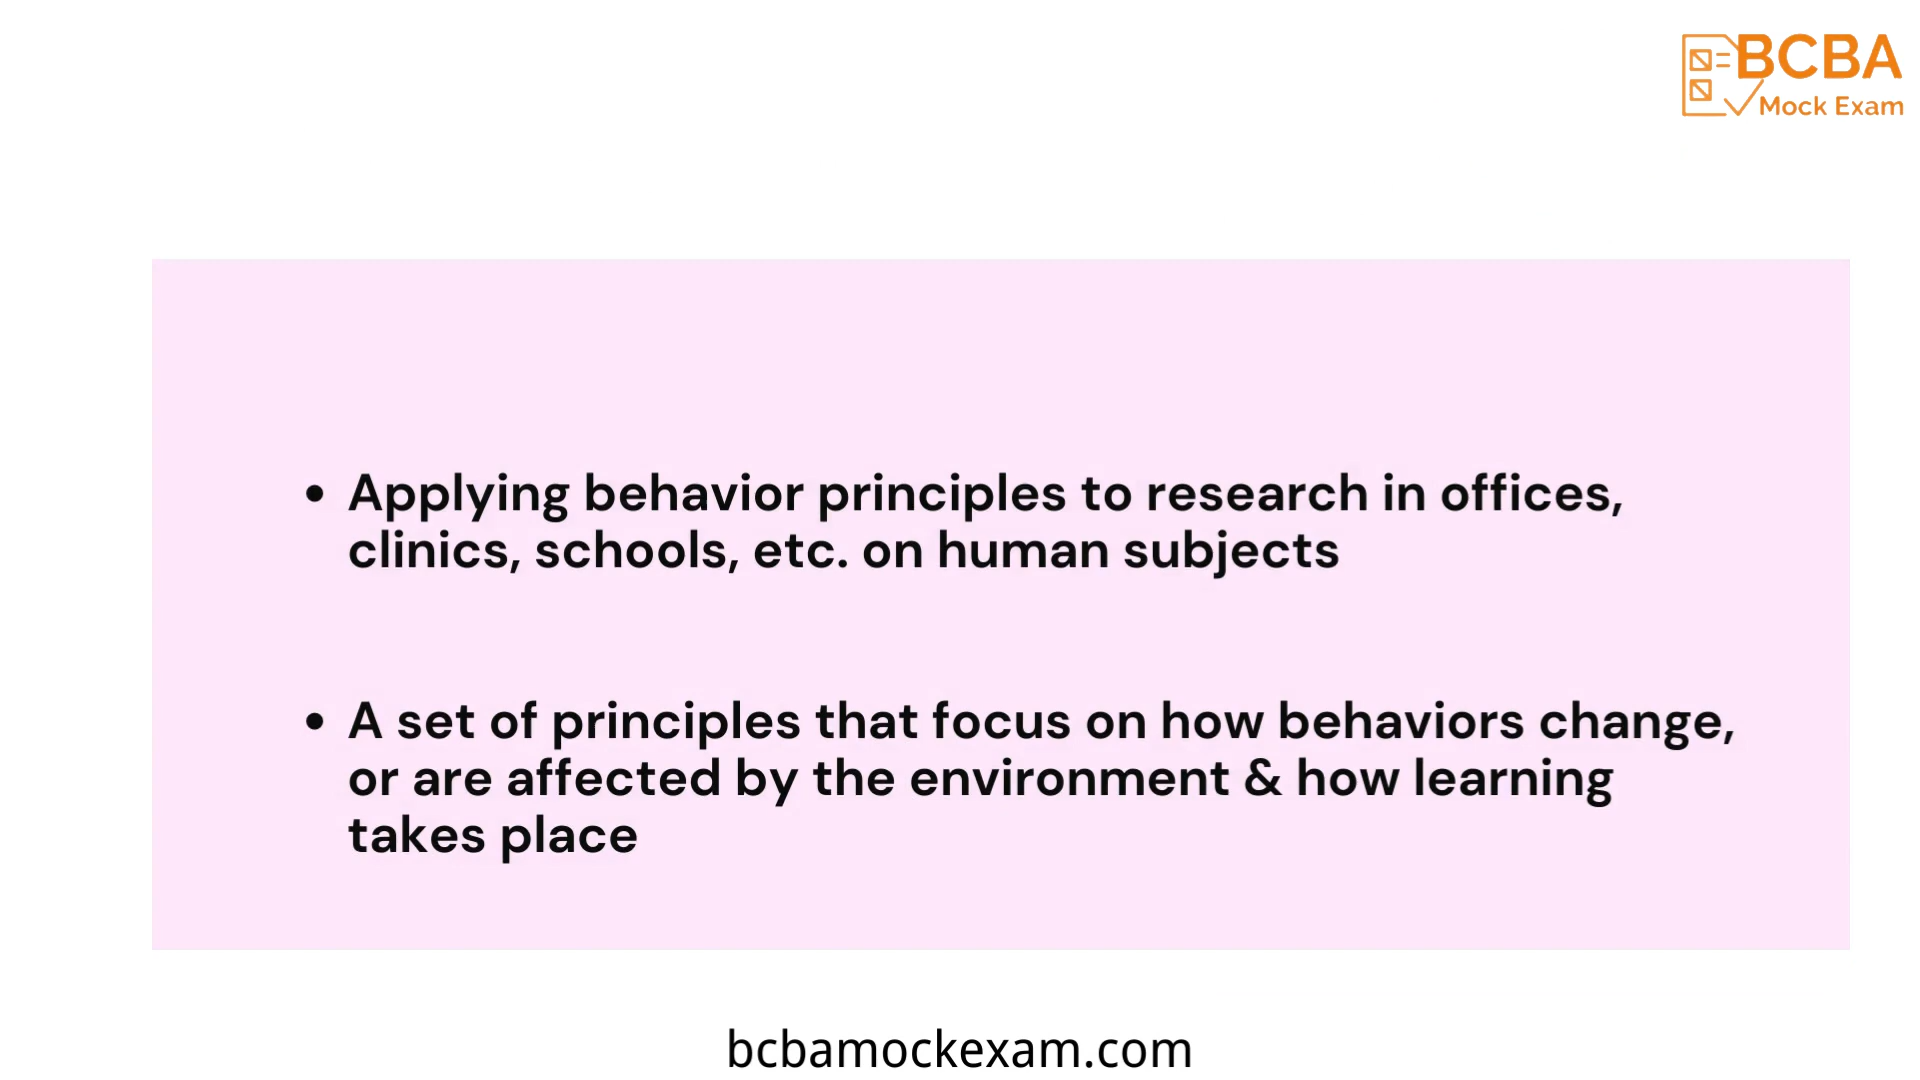 BCBA
Mock Exam
• Applying behavior principles to research in offices,
clinics, schools, etc. on human subjects
• A set of principles that focus on how behaviors change,
or are affected by the environment & how learning
takes place
bcbamockexam.com